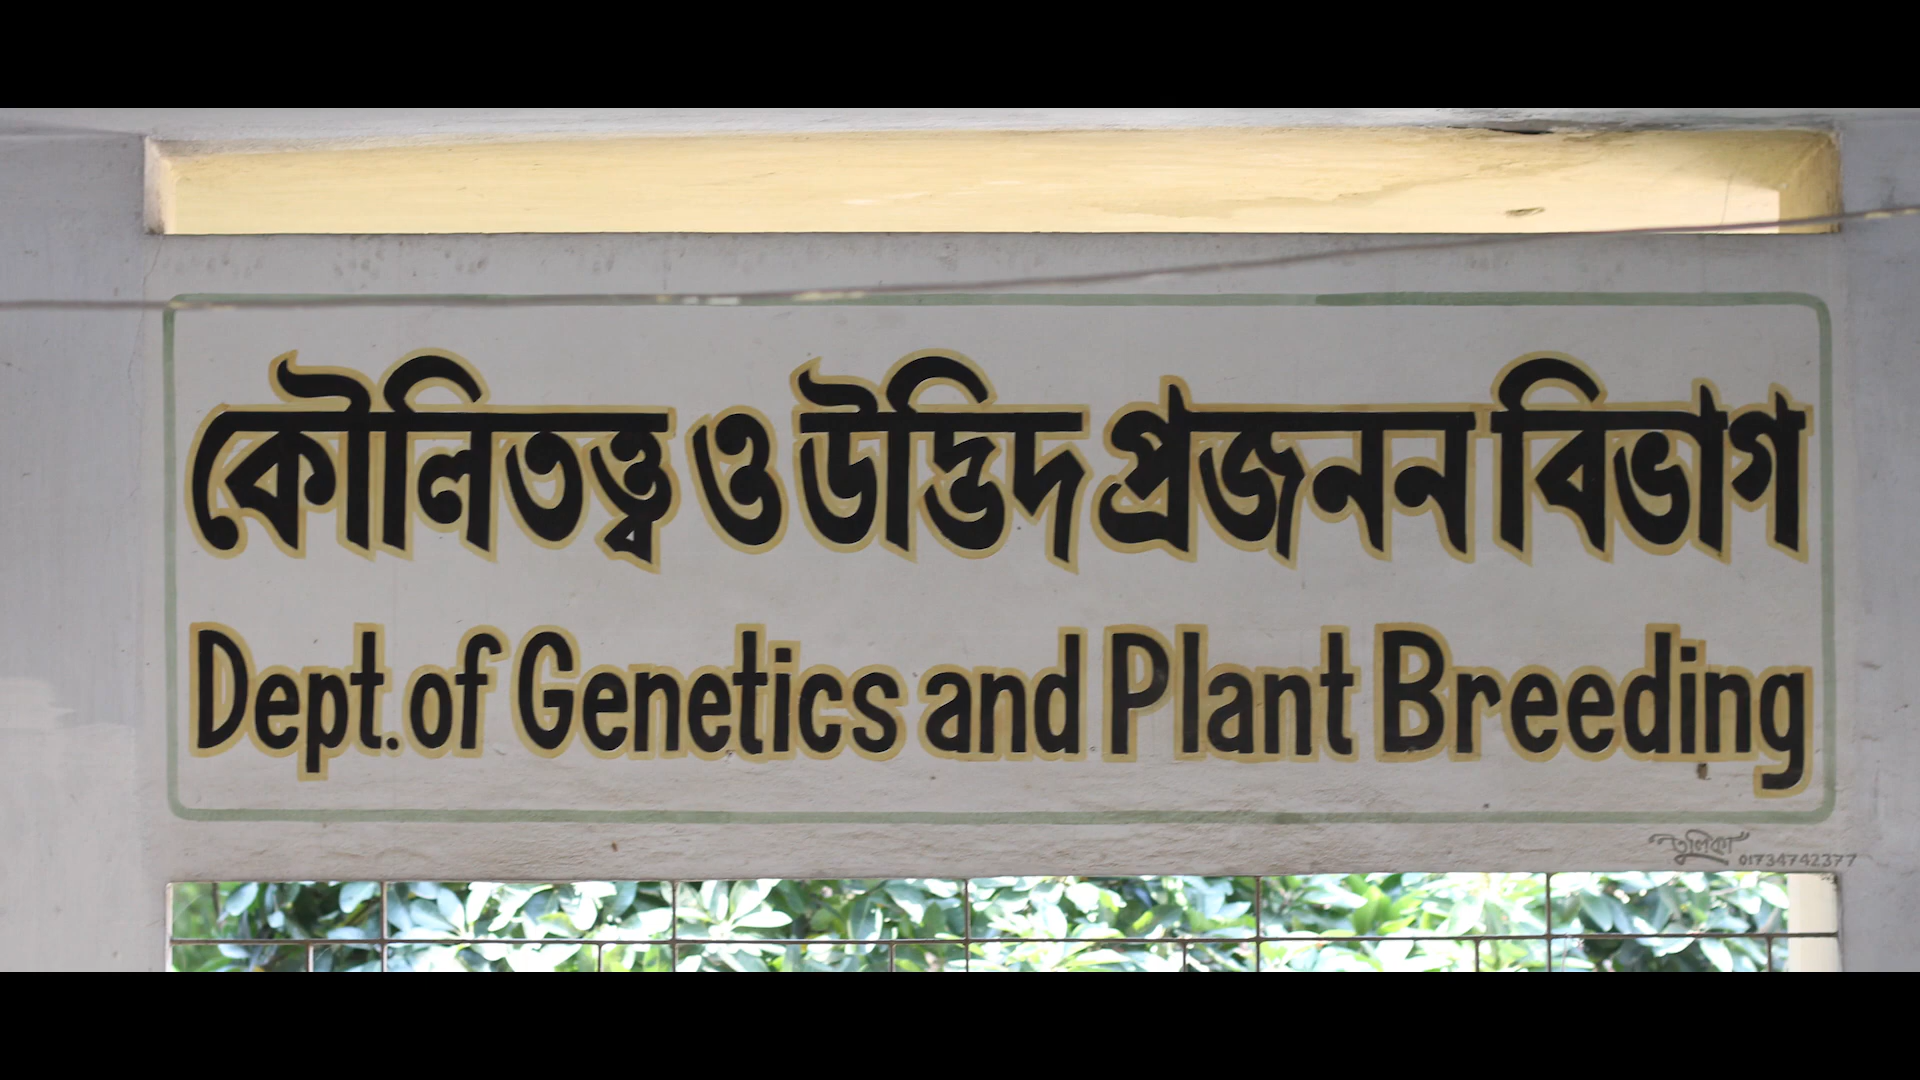 কৌলিতত্ত্ব ও উদ্ভিদ প্রজনন বিভাগ
Dept. of Genetics and Plant Breeding
"তুলিকা" 01734742377